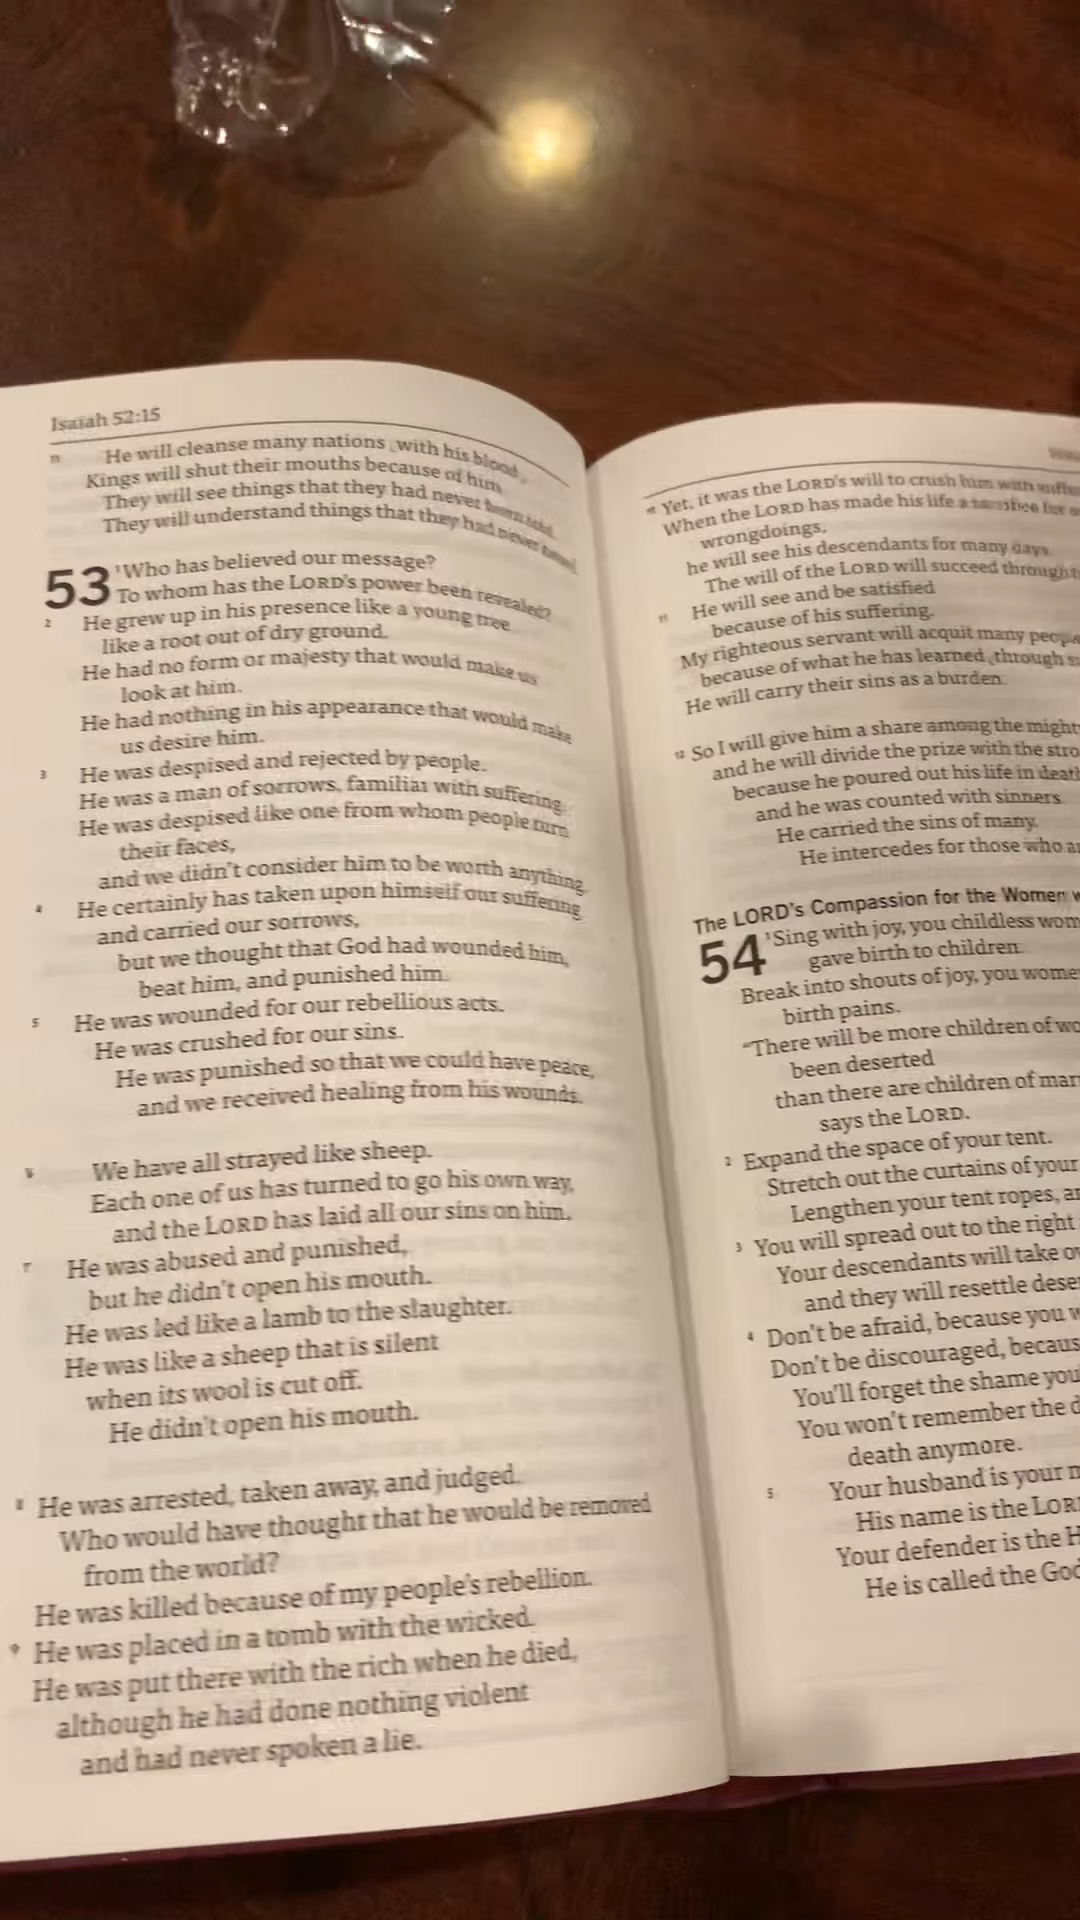 Isaiah 52:15
15 He will cleanse many nations ⌞with his blood⌟.
Kings will shut their mouths because of him.
They will see things that they had never been told.
They will understand things that they had never
53 1 Who has believed our message?
To whom has the LORD's power been revealed?
2 He grew up in his presence like a young tree,
like a root out of dry ground.
He had no form or majesty that would make us
look at him.
He had nothing in his appearance that would make
us desire him.
3 He was despised and rejected by people.
He was a man of sorrows, familiar with suffering.
He was despised like one from whom people turn
their faces,
and we didn't consider him to be worth anything.
4 He certainly has taken upon himself our suffering
and carried our sorrows,
but we thought that God had wounded him,
beat him, and punished him.
5 He was wounded for our rebellious acts.
He was crushed for our sins.
He was punished so that we could have peace,
and we received healing from his wounds.
6 We have all strayed like sheep.
Each one of us has turned to go his own way,
and the LORD has laid all our sins on him.
7 He was abused and punished,
but he didn't open his mouth.
He was led like a lamb to the slaughter.
He was like a sheep that is silent
when its wool is cut off.
He didn't open his mouth.
8 He was arrested, taken away, and judged.
Who would have thought that he would be removed
from the world?
He was killed because of my people's rebellion.
9 He was placed in a tomb with the wicked.
He was put there with the rich when he died,
although he had done nothing violent
and had never spoken a lie.
10 Yet, it was the LORD's will to crush him with
When the LORD has made his life a sacrifice for
wrongdoings,
he will see his descendants for many days.
The will of the LORD will succeed through
11 He will see and be satisfied
because of his suffering.
My righteous servant will acquit many
because of what he has learned ⌞through
He will carry their sins as a burden.
12 So I will give him a share among the mighty
and he will divide the prize with the
because he poured out his life in death
and he was counted with sinners.
He carried the sins of many.
He intercedes for those who
The LORD's Compassion for the Women
54 1 Sing with joy, you childless
gave birth to children.
Break into shouts of joy, you
birth pains.
"There will be more children of
been deserted
than there are children of
says the LORD.
2 Expand the space of your tent.
Stretch out the curtains of your
Lengthen your tent ropes,
3 You will spread out to the right
Your descendants will take
and they will resettle
4 Don't be afraid, because you
Don't be discouraged,
You'll forget the shame
You won't remember the
death anymore.
5 Your husband is your
His name is the
Your defender is the
He is called the